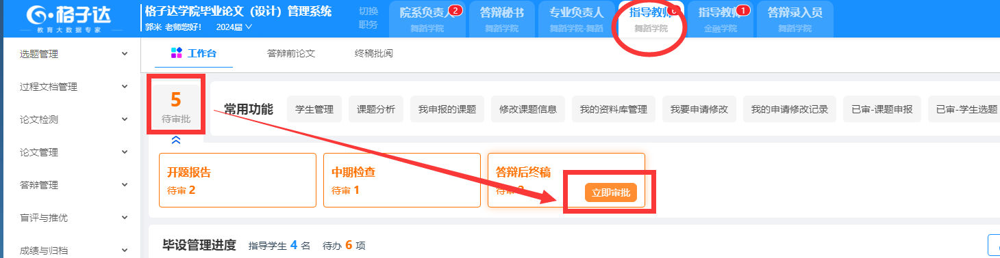 格子达
教育大数据专家
格子达学院毕业论文（设计）管理系统
郭米 老师您好！ 2024届
切换
职务
院系负责人 2
舞蹈学院
答辩秘书
舞蹈学院
专业负责人
舞蹈学院-舞蹈
指导教师 6
舞蹈学院
指导教师 1
金融学院
答辩录入员
舞蹈学院
选题管理
过程文档管理
论文检测
论文管理
答辩管理
盲评与推优
成绩与归档
工作台 答辩前论文 终稿批阅
5
待审批
常用功能 学生管理 课题分析 我申报的课题 修改课题信息 我的资料库管理 我要申请修改 我的申请修改记录 已审-课题申报 已审-学生选题
开题报告
待审 2
中期检查
待审 1
答辩后终稿
待审 2
立即审批
毕设管理进度 指导学生 4 名 待办 6 项